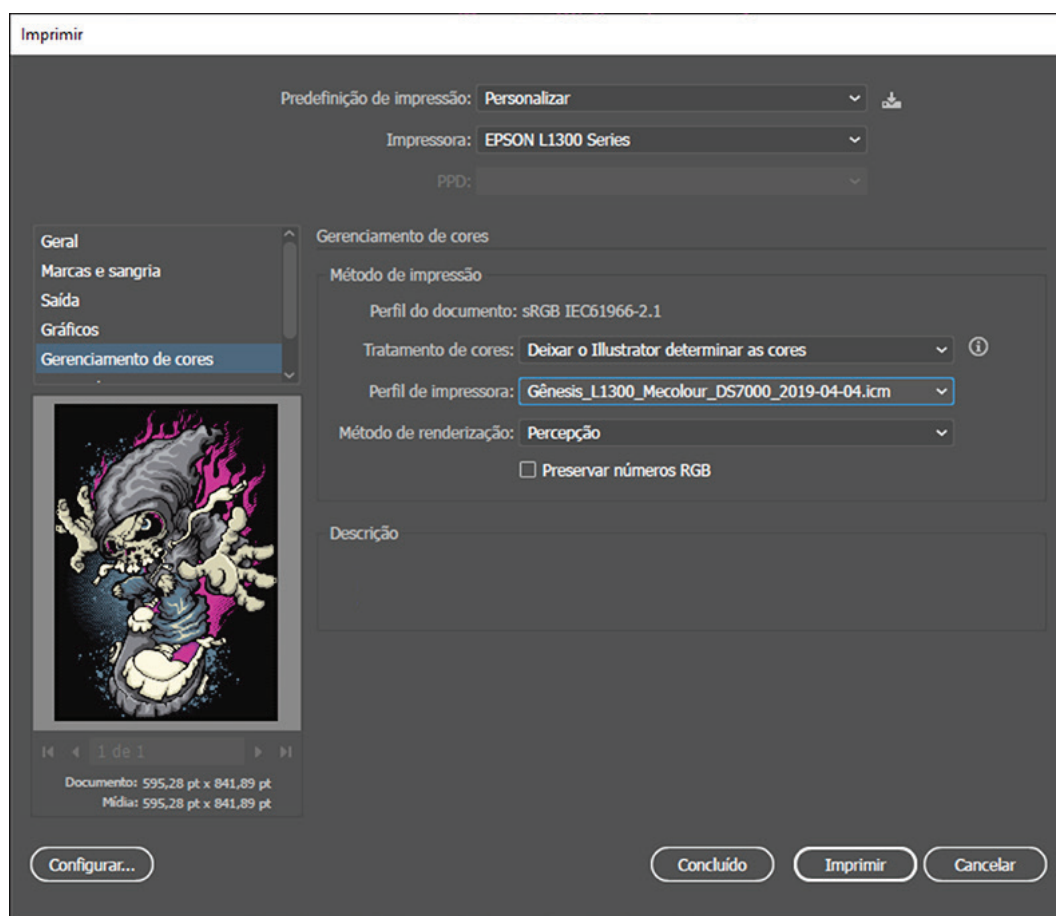 Imprimir
Predefinição de impressão: Personalizar
Impressora: EPSON L1300 Series
PPD:
Geral
Marcas e sangria
Saída
Gráficos
Gerenciamento de cores
Gerenciamento de cores
Método de impressão
Perfil do documento: sRGB IEC61966-2.1
Tratamento de cores: Deixar o Illustrator determinar as cores
Perfil de impressora: Gênesis_L1300_Mecolour_DS7000_2019-04-04.icm
Método de renderização: Percepção
Preservar números RGB
Descrição
1 de 1
Documento: 595,28 pt x 841,89 pt
Mídia: 595,28 pt x 841,89 pt
Configurar...
Concluído
Imprimir
Cancelar